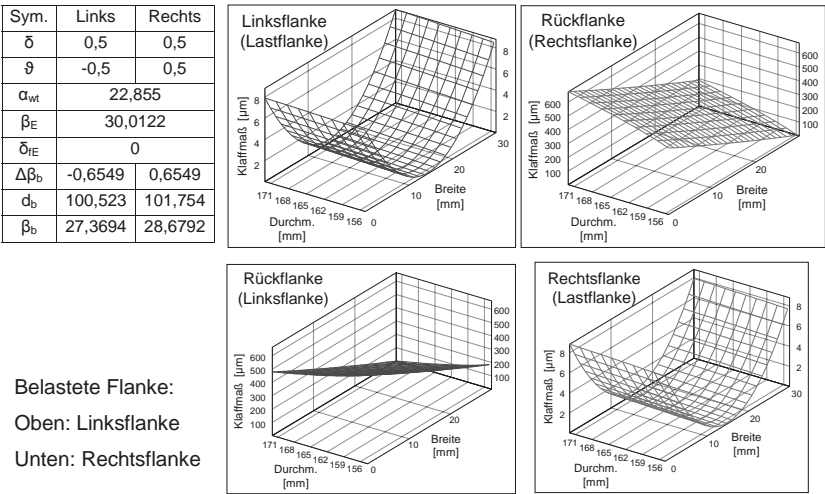 Sym. Links Rechts
δ 0,5 0,5
ϑ -0,5 0,5
αwt 22,855
βE 30,0122
δfE 0
Δβb -0,6549 0,6549
db 100,523 101,754
βb 27,3694 28,6792
Linksflanke
(Lastflanke)
Klaffmaß [µm]
8
6
4
2
8
6
4
2
171 168 165 162 159 156
Durchm.
[mm]
0
10
20
30
Breite
[mm]
Rückflanke
(Rechtsflanke)
Klaffmaß [µm]
600
500
400
300
200
100
600
500
400
300
200
100
171 168 165 162 159 156
Durchm.
[mm]
0
10
20
Breite
[mm]
Belastete Flanke:
Oben: Linksflanke
Unten: Rechtsflanke
Rückflanke
(Linksflanke)
Klaffmaß [µm]
600
500
400
300
200
100
600
500
400
300
200
100
171 168 165 162 159 156
Durchm.
[mm]
0
10
20
Breite
[mm]
Rechtsflanke
(Lastflanke)
Klaffmaß [µm]
8
6
4
2
8
6
4
2
171 168 165 162 159 156
Durchm.
[mm]
0
10
20
30
Breite
[mm]